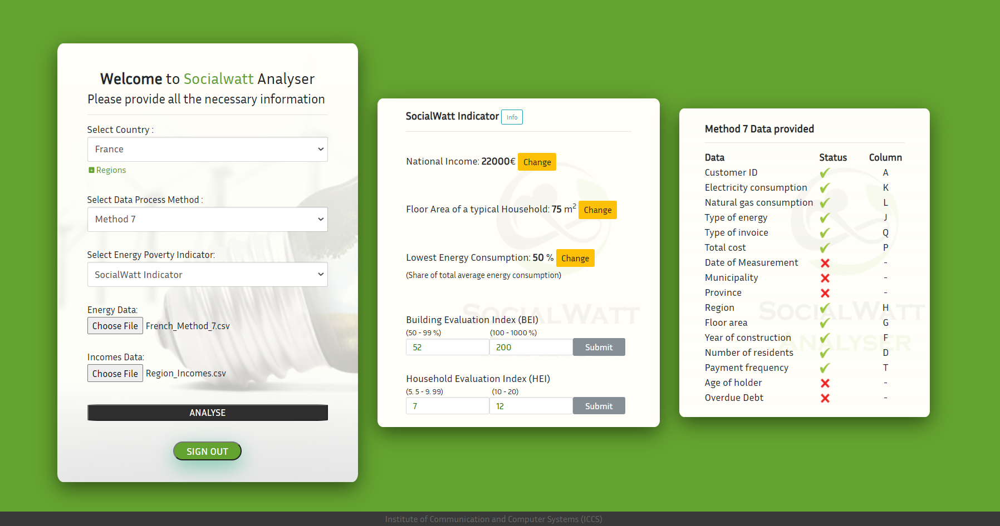 Welcome to Socialwatt Analyser
Please provide all the necessary information
Select Country :
France
Regions
Select Data Process Method :
Method 7
Select Energy Poverty Indicator:
SocialWatt Indicator
Energy Data:
Choose File French_Method_7.csv
Incomes Data:
Choose File Region_Incomes.csv
ANALYSE
SIGN OUT
SocialWatt Indicator Info
National Income: 22000€ Change
Floor Area of a typical Household: 75 m² Change
Lowest Energy Consumption: 50 % Change
(Share of total average energy consumption)
SOCIALWATT
Building Evaluation Index (BEI)
(50 - 99 %) (100 - 1000 %)
52 200 Submit
Household Evaluation Index (HEI)
(5. 5 - 9. 99) (10 - 20)
7 12 Submit
Method 7 Data provided
Data Status Column
Customer ID A
Electricity consumption K
Natural gas consumption L
Type of energy J
Type of invoice Q
Total cost P
Date of Measurement -
Municipality -
Province -
Region H
Floor area G
Year of construction F
Number of residents D
Payment frequency T
Age of holder -
Overdue Debt -
SOCIALWATT
ANALYSER
Institute of Communication and Computer Systems (ICCS)